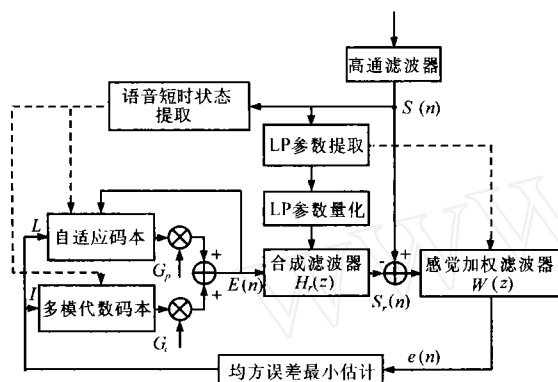 高通滤波器
语音短时状态
提取
S(n)
LP参数提取
LP参数量化
L
自适应码本
G_p
+
+
E(n)
合成滤波器
H_r(z)
-
+
S_r(n)
感觉加权滤波器
W(z)
I
多模代数码本
G_c
e(n)
均方误差最小估计